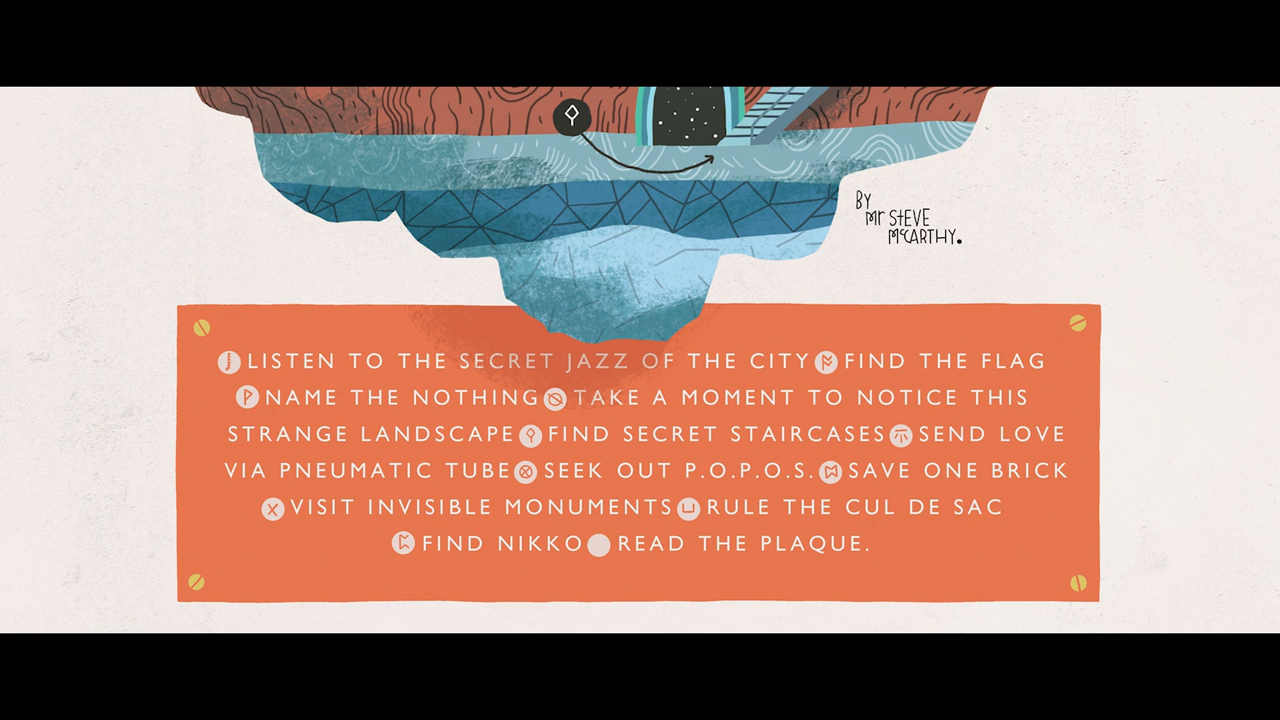 BY
Mr STEVE
McCARTHY.
LISTEN TO THE SECRET JAZZ OF THE CITY FIND THE FLAG
NAME THE NOTHING TAKE A MOMENT TO NOTICE THIS
STRANGE LANDSCAPE FIND SECRET STAIRCASES SEND LOVE
VIA PNEUMATIC TUBE SEEK OUT P.O.P.O.S. SAVE ONE BRICK
VISIT INVISIBLE MONUMENTS RULE THE CUL DE SAC
FIND NIKKO READ THE PLAQUE.